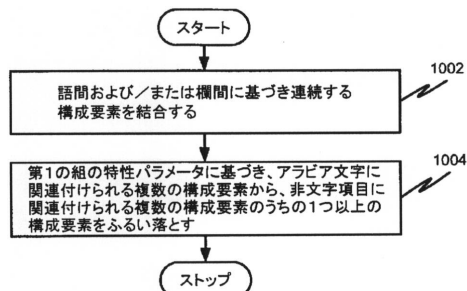 スタート
1002
語間および／または欄間に基づき連続する
構成要素を結合する
1004
第1の組の特性パラメータに基づき、アラビア文字に
関連付けられる複数の構成要素から、非文字項目に
関連付けられる複数の構成要素のうちの1つ以上の
構成要素をふるい落とす
ストップ